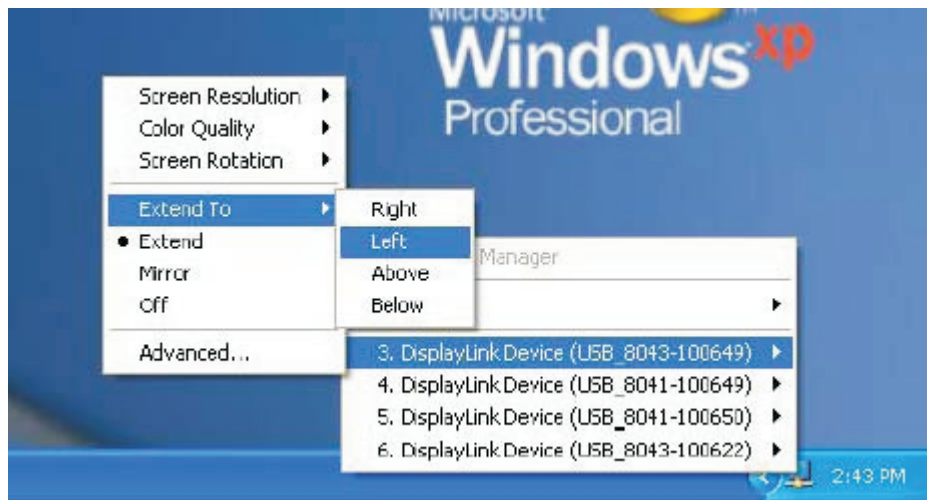 Microsoft
Windows xp
Professional
Screen Resolution
Color Quality
Screen Rotation
Extend To
Extend
Mirror
Off
Advanced...
Right
Left
Above
Below
Manager
3. DisplayLink Device (USB_8043-100649)
4. DisplayLink Device (USB_8041-100649)
5. DisplayLink Device (USB_8041-100650)
6. DisplayLink Device (USB_8043-100622)
2:43 PM